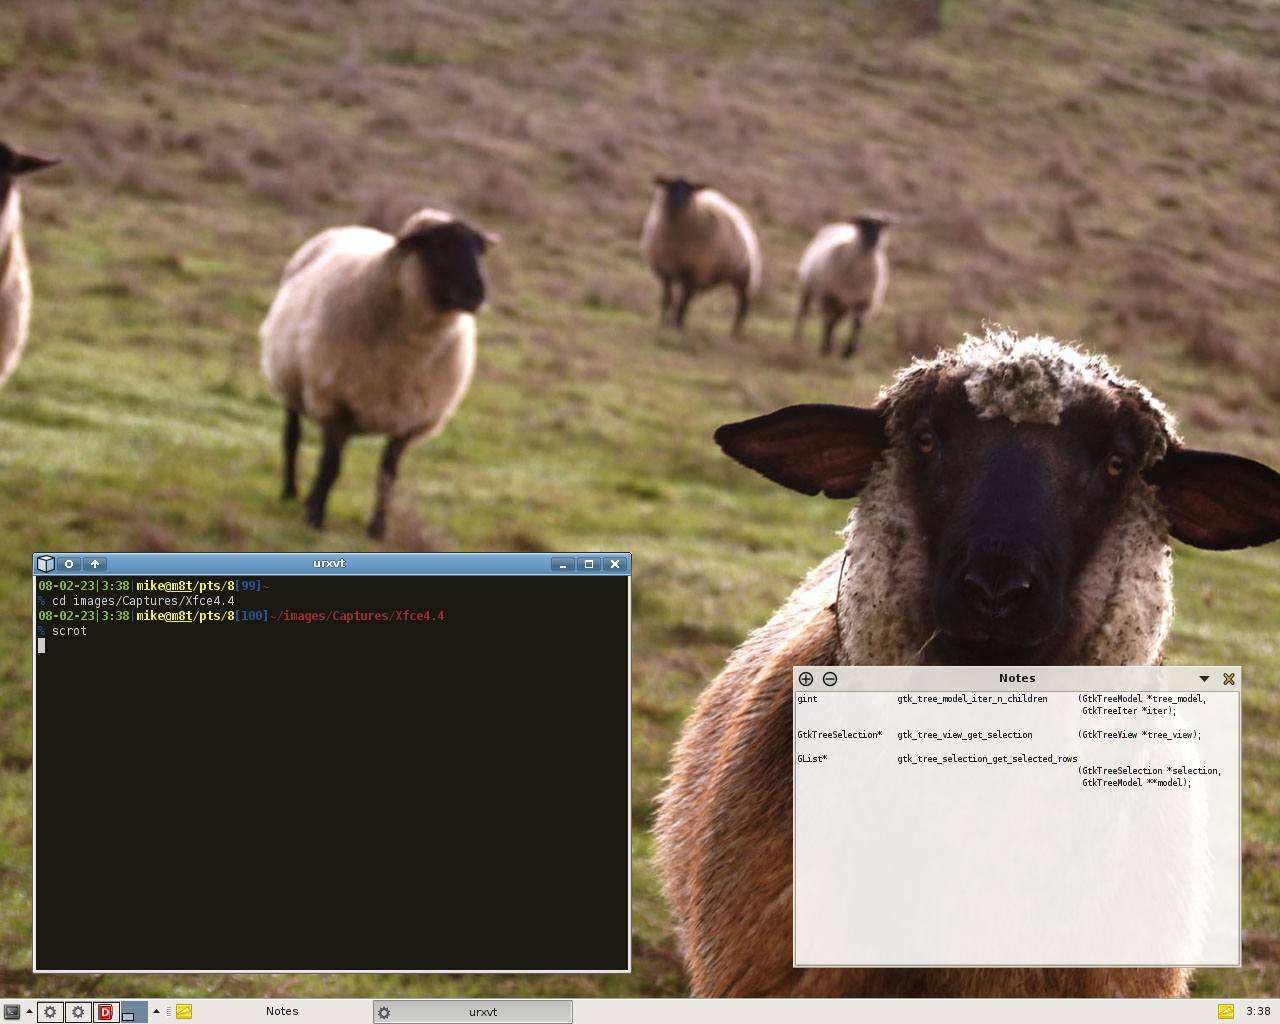 urxvt
08-02-23|3:38|mike@m8t/pts/8[99]~
% cd images/Captures/Xfce4.4
08-02-23|3:38|mike@m8t/pts/8[100]~/images/Captures/Xfce4.4
% scrot
Notes
gint gtk_tree_model_iter_n_children (GtkTreeModel *tree_model,
GtkTreeIter *iter);
GtkTreeSelection* gtk_tree_view_get_selection (GtkTreeView *tree_view);
GList* gtk_tree_selection_get_selected_rows
(GtkTreeSelection *selection,
GtkTreeModel **model);
D Notes urxvt 3:38